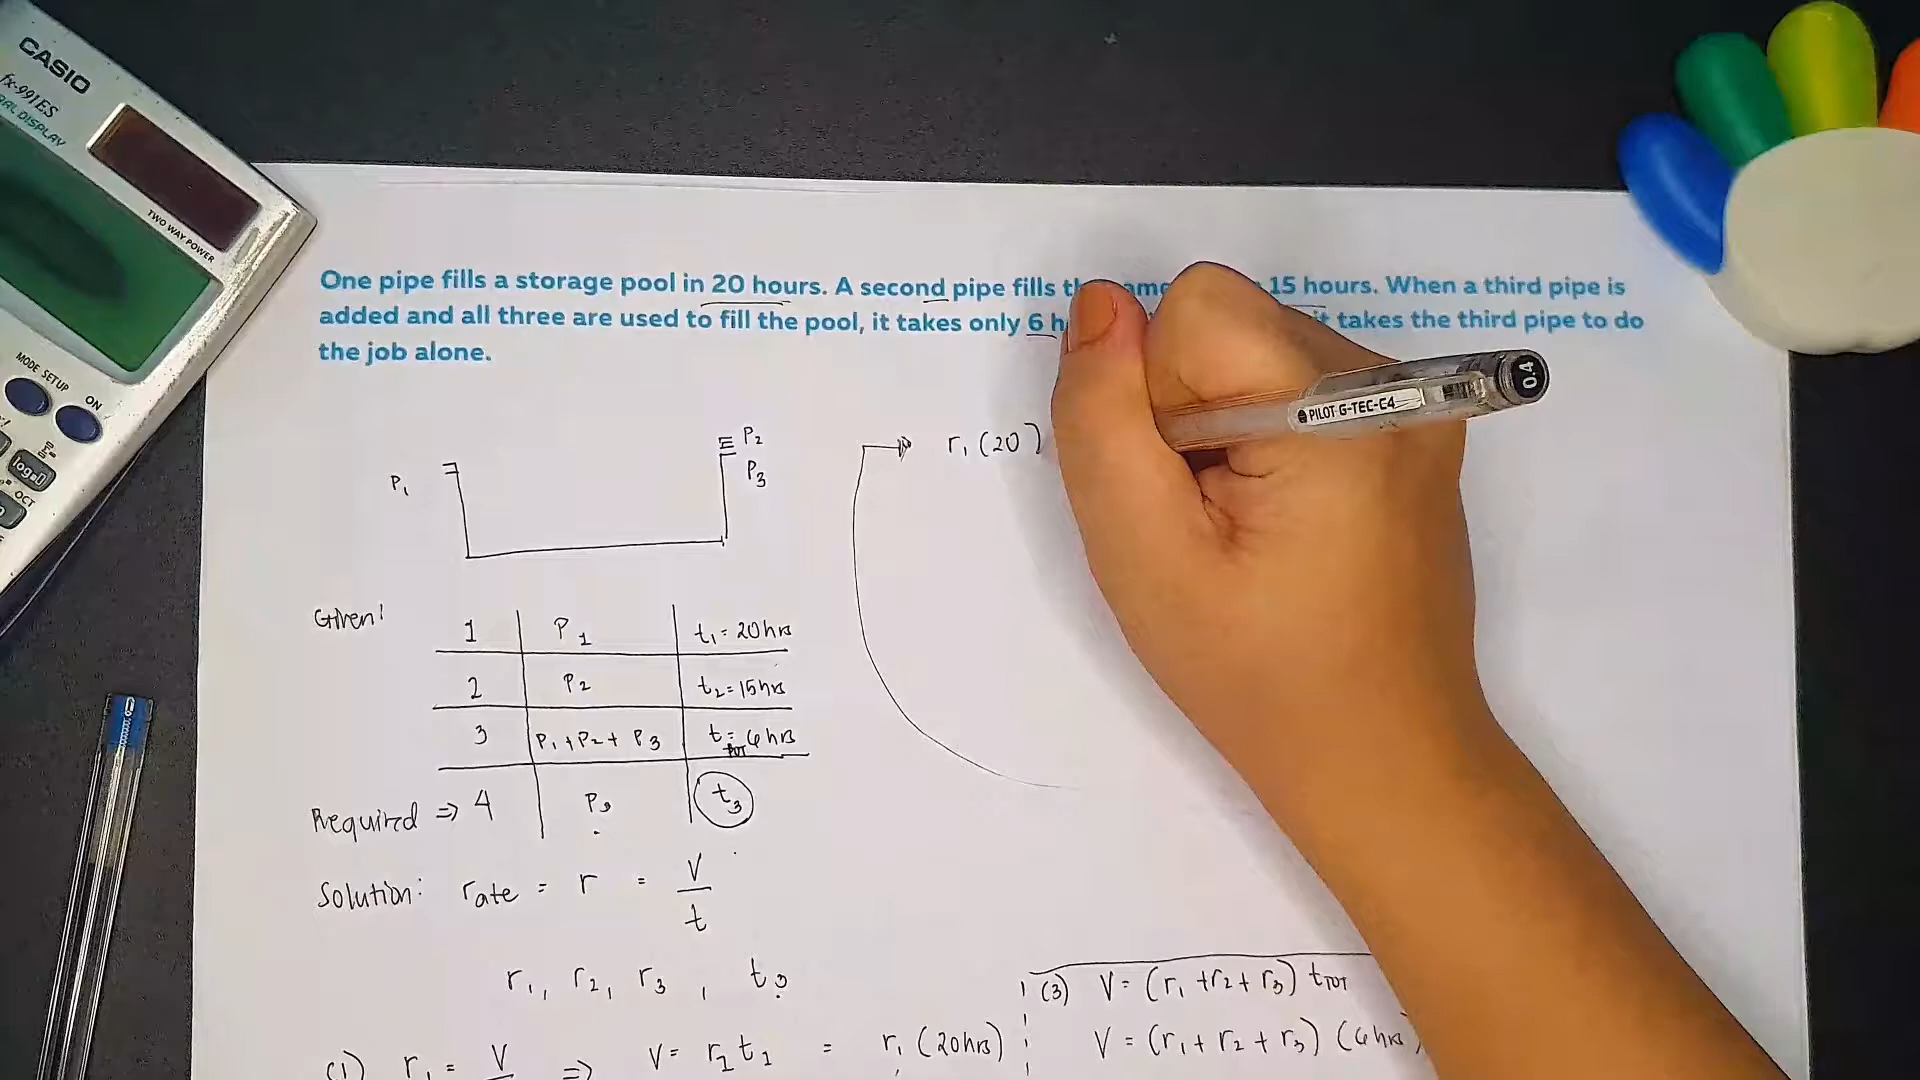 CASIO
fx-991ES
DISPLAY
TWO WAY POWER
MODE SETUP
ON
OCT
One pipe fills a storage pool in 20 hours. A second pipe fills 15 hours. When a third pipe is
added and all three are used to fill the pool, it takes only 6 takes the third pipe to do
the job alone.
PILOT G-TEC-C4
0.4
P1
P2
P3
r1 (20)
Given:
1 P1 t1 = 20hrs
2 P2 t2 = 15hrs
3 P1 + P2 + P3 tTOT = 6 hrs
Required => 4 P3 t3
Solution: rate = r = V/t
r1, r2, r3, t3
(1) r1 = V => V = r1 t1 = r1 (20hrs)
(3) V = (r1 + r2 + r3) tTOT
V = (r1 + r2 + r3) (6hrs)